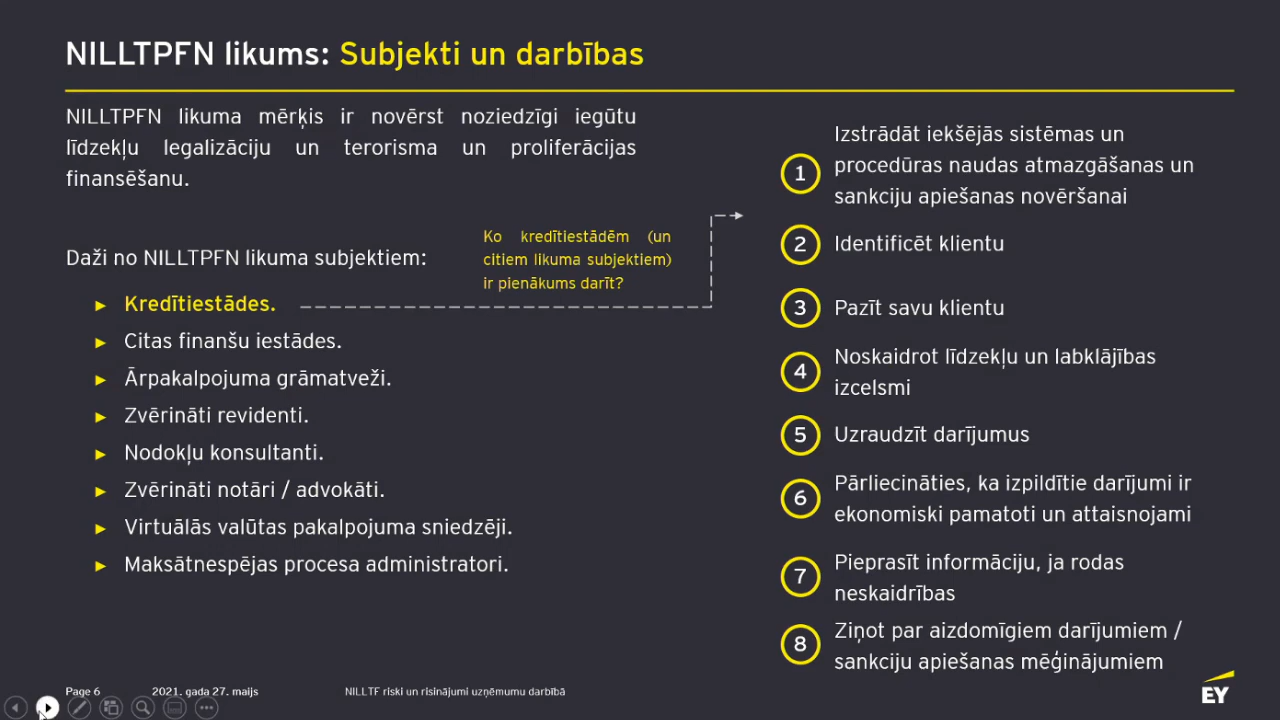 NILLTPFN likums: Subjekti un darbības
NILLTPFN likuma mērķis ir novērst noziedzīgi iegūtu
līdzekļu legalizāciju un terorisma un proliferācijas
finansēšanu.
Daži no NILLTPFN likuma subjektiem:
Ko kredītiestādēm (un
citiem likuma subjektiem)
ir pienākums darīt?
► Kredītiestādes.
► Citas finanšu iestādes.
► Ārpakalpojuma grāmatveži.
► Zvērināti revidenti.
► Nodokļu konsultanti.
► Zvērināti notāri / advokāti.
► Virtuālās valūtas pakalpojuma sniedzēji.
► Maksātnespējas procesa administratori.
1 Izstrādāt iekšējās sistēmas un
procedūras naudas atmazgāšanas un
sankciju apiešanas novēršanai
2 Identificēt klientu
3 Pazīt savu klientu
4 Noskaidrot līdzekļu un labklājības
izcelsmi
5 Uzraudzīt darījumus
6 Pārliecināties, ka izpildītie darījumi ir
ekonomiski pamatoti un attaisnojami
7 Pieprasīt informāciju, ja rodas
neskaidrības
8 Ziņot par aizdomīgiem darījumiem /
sankciju apiešanas mēģinājumiem
Page 6 2021. gada 27. maijs NILLTF riski un risinājumi uzņēmumu darbībā
EY